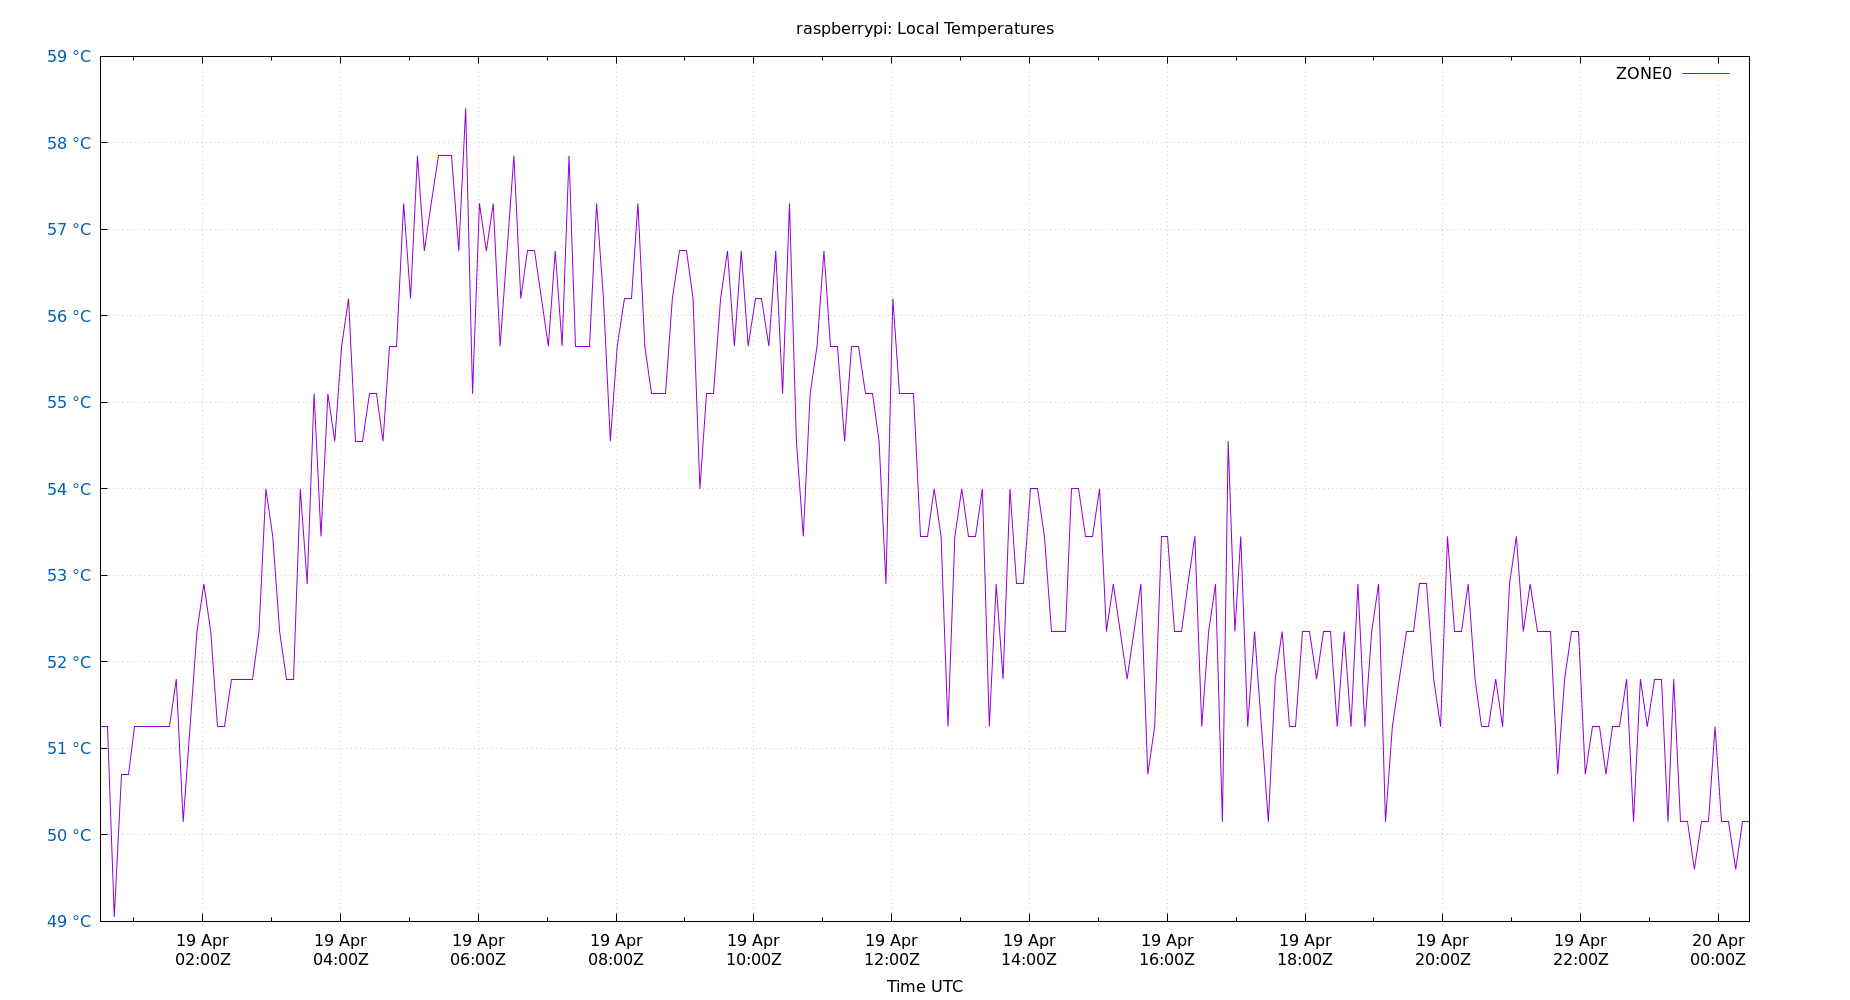 raspberrypi: Local Temperatures
59 °C
ZONE0
58 °C
57 °C
56 °C
55 °C
54 °C
53 °C
52 °C
51 °C
50 °C
49 °C
19 Apr 19 Apr 19 Apr 19 Apr 19 Apr 19 Apr 19 Apr 19 Apr 19 Apr 19 Apr 19 Apr 20 Apr
02:00Z 04:00Z 06:00Z 08:00Z 10:00Z 12:00Z 14:00Z 16:00Z 18:00Z 20:00Z 22:00Z 00:00Z
Time UTC